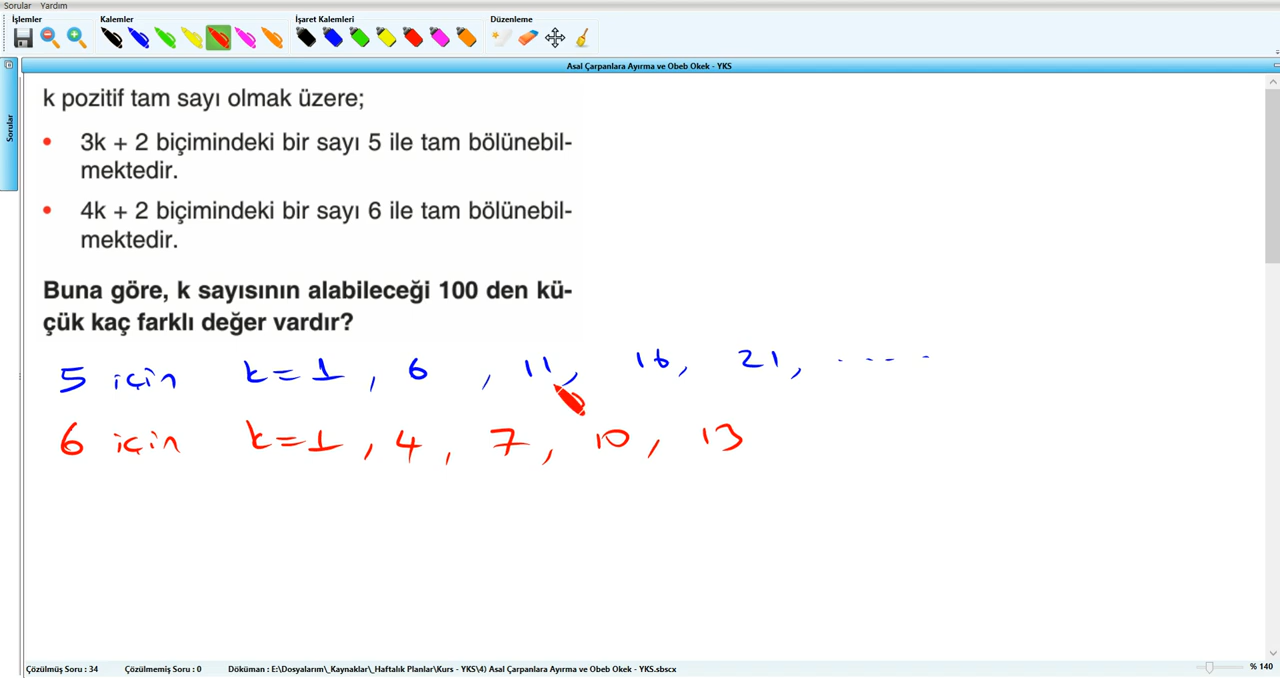 Sorular Yardım
İşlemler Kalemler İşaret Kalemleri Düzenleme
Asal Çarpanlara Ayırma ve Obeb Okek - YKS
Sorular
k pozitif tam sayı olmak üzere;
• 3k + 2 biçimindeki bir sayı 5 ile tam bölünebil-
mektedir.
• 4k + 2 biçimindeki bir sayı 6 ile tam bölünebil-
mektedir.
Buna göre, k sayısının alabileceği 100 den kü-
çük kaç farklı değer vardır?
5 için k = 1, 6, 11, 16, 21, .....
6 için k = 1, 4, 7, 10, 13
Çözülmüş Soru : 34 Çözülmemiş Soru : 0 Döküman : E:\Dosyalarım\_Kaynaklar\_Haftalık Planlar\Kurs - YKS\4) Asal Çarpanlara Ayırma ve Obeb Okek - YKS.sbscx % 140